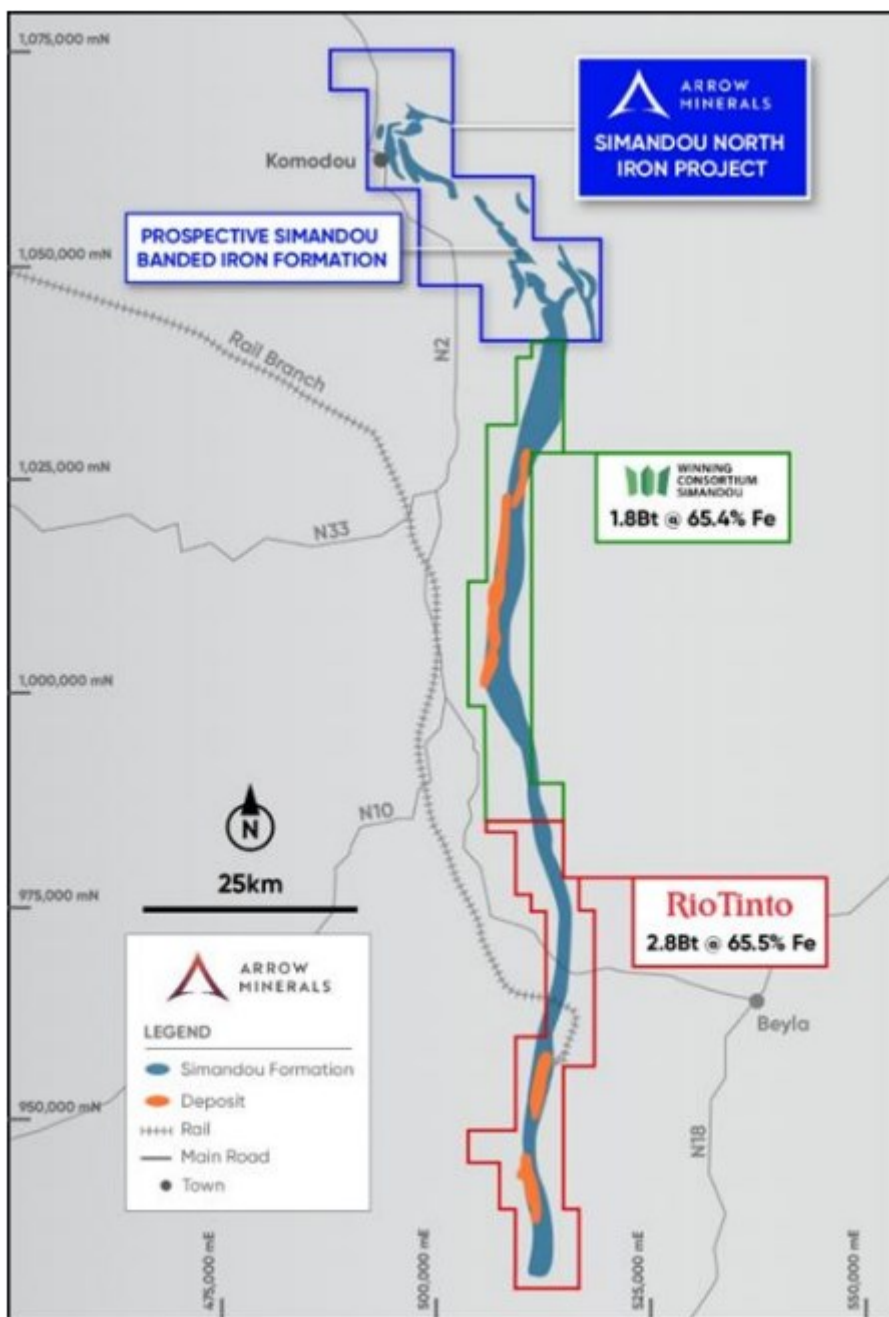 1,075,000 mN
ARROW
MINERALS
SIMANDOU NORTH
IRON PROJECT
Komodou
PROSPECTIVE SIMANDOU
BANDED IRON FORMATION
1,050,000 mN
Rail Branch
N2
1,025,000 mN
WINNING
CONSORTIUM
SIMANDOU
1.8Bt @ 65.4% Fe
N33
1,000,000 mN
N
N10
25km
975,000 mN
RioTinto
2.8Bt @ 65.5% Fe
ARROW
MINERALS
Beyla
LEGEND
Simandou Formation
Deposit
950,000 mN
Rail
Main Road
N18
Town
475,000 mE
500,000 mE
525,000 mE
550,000 mE